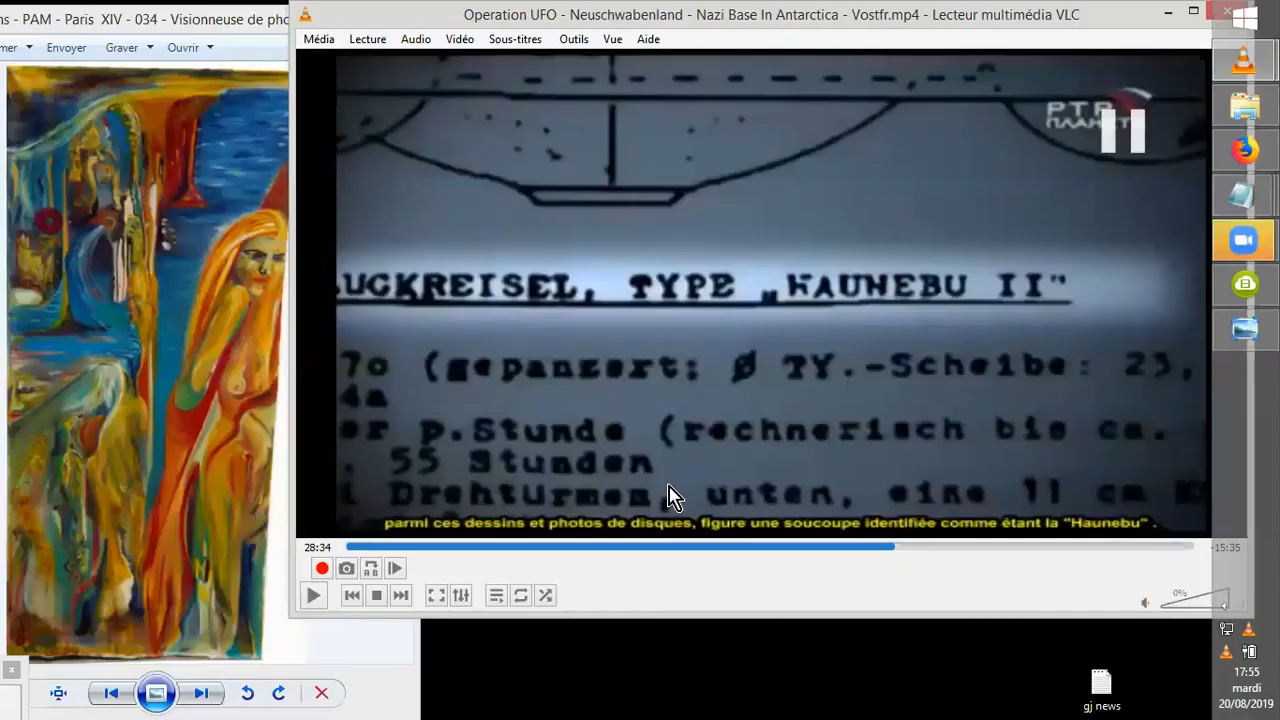 ns - PAM - Paris XIV - 034 - Visionneuse de pho
mer Envoyer Graver Ouvrir
Operation UFO - Neuschwabenland - Nazi Base In Antarctica - Vostfr.mp4 - Lecteur multimédia VLC
Média Lecture Audio Vidéo Sous-titres Outils Vue Aide
РТР
ПЛАНЕТ
UCKREISEL, TYPE „HAUNEBU II"
7o (gepanzert: Ø TY.-Scheibe: 23,
4a
er p.Stunde (rechnerisch bis ca.
55 Stunden
Drehturmen, unten, eine 11 cm K
parmi ces dessins et photos de disques, figure une soucoupe identifiée comme étant la "Haunebu".
28:34
-15:35
0%
gj news
17:55
mardi
20/08/2019